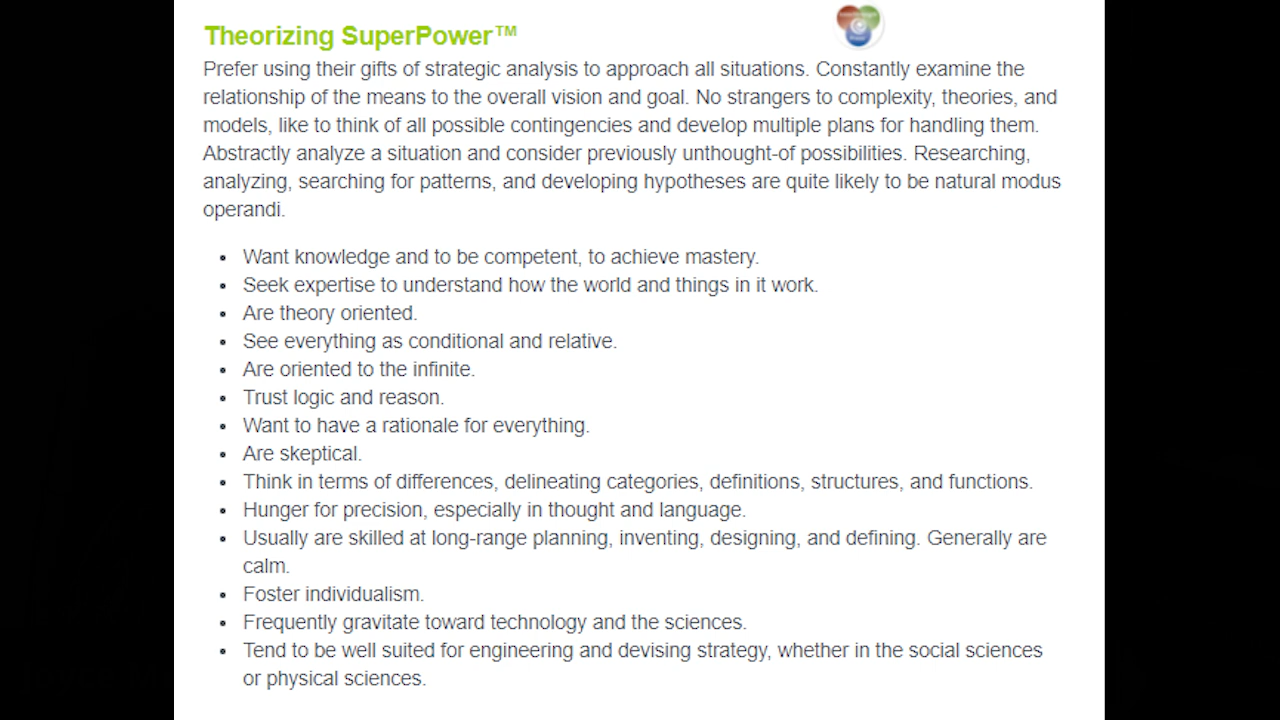 Theorizing SuperPower™
Prefer using their gifts of strategic analysis to approach all situations. Constantly examine the
relationship of the means to the overall vision and goal. No strangers to complexity, theories, and
models, like to think of all possible contingencies and develop multiple plans for handling them.
Abstractly analyze a situation and consider previously unthought-of possibilities. Researching,
analyzing, searching for patterns, and developing hypotheses are quite likely to be natural modus
operandi.
• Want knowledge and to be competent, to achieve mastery.
• Seek expertise to understand how the world and things in it work.
• Are theory oriented.
• See everything as conditional and relative.
• Are oriented to the infinite.
• Trust logic and reason.
• Want to have a rationale for everything.
• Are skeptical.
• Think in terms of differences, delineating categories, definitions, structures, and functions.
• Hunger for precision, especially in thought and language.
• Usually are skilled at long-range planning, inventing, designing, and defining. Generally are
calm.
• Foster individualism.
• Frequently gravitate toward technology and the sciences.
• Tend to be well suited for engineering and devising strategy, whether in the social sciences
or physical sciences.